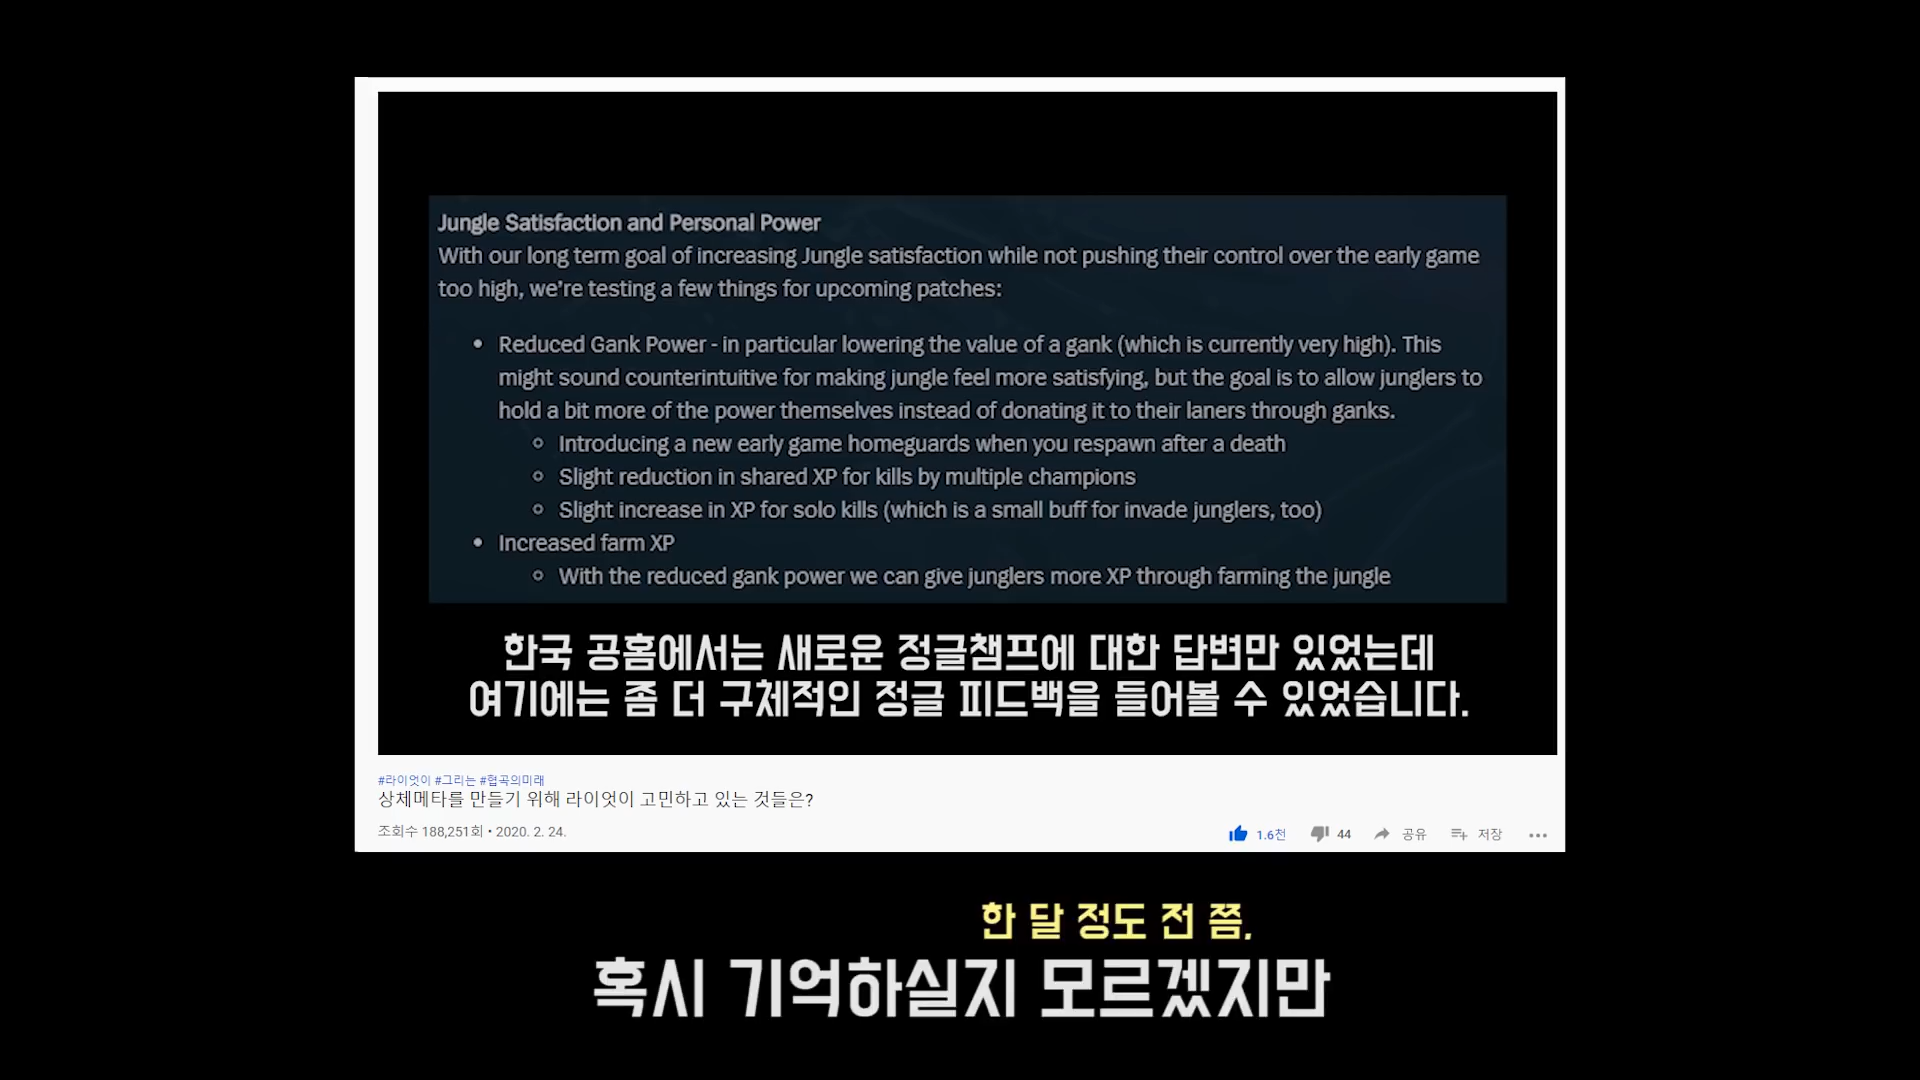 Jungle Satisfaction and Personal Power
With our long term goal of increasing Jungle satisfaction while not pushing their control over the early game
too high, we're testing a few things for upcoming patches:
• Reduced Gank Power - in particular lowering the value of a gank (which is currently very high). This
might sound counterintuitive for making jungle feel more satisfying, but the goal is to allow junglers to
hold a bit more of the power themselves instead of donating it to their laners through ganks.
○ Introducing a new early game homeguards when you respawn after a death
○ Slight reduction in shared XP for kills by multiple champions
○ Slight increase in XP for solo kills (which is a small buff for invade junglers, too)
• Increased farm XP
○ With the reduced gank power we can give junglers more XP through farming the jungle
한국 공홈에서는 새로운 정글챔프에 대한 답변만 있었는데
여기에는 좀 더 구체적인 정글 피드백을 들어볼 수 있었습니다.
#라이엇이 #그리는 #협곡의미래
상체메타를 만들기 위해 라이엇이 고민하고 있는 것들은?
조회수 188,251회 • 2020. 2. 24.
1.6천 44 공유 저장
한 달 정도 전 쯤,
혹시 기억하실지 모르겠지만